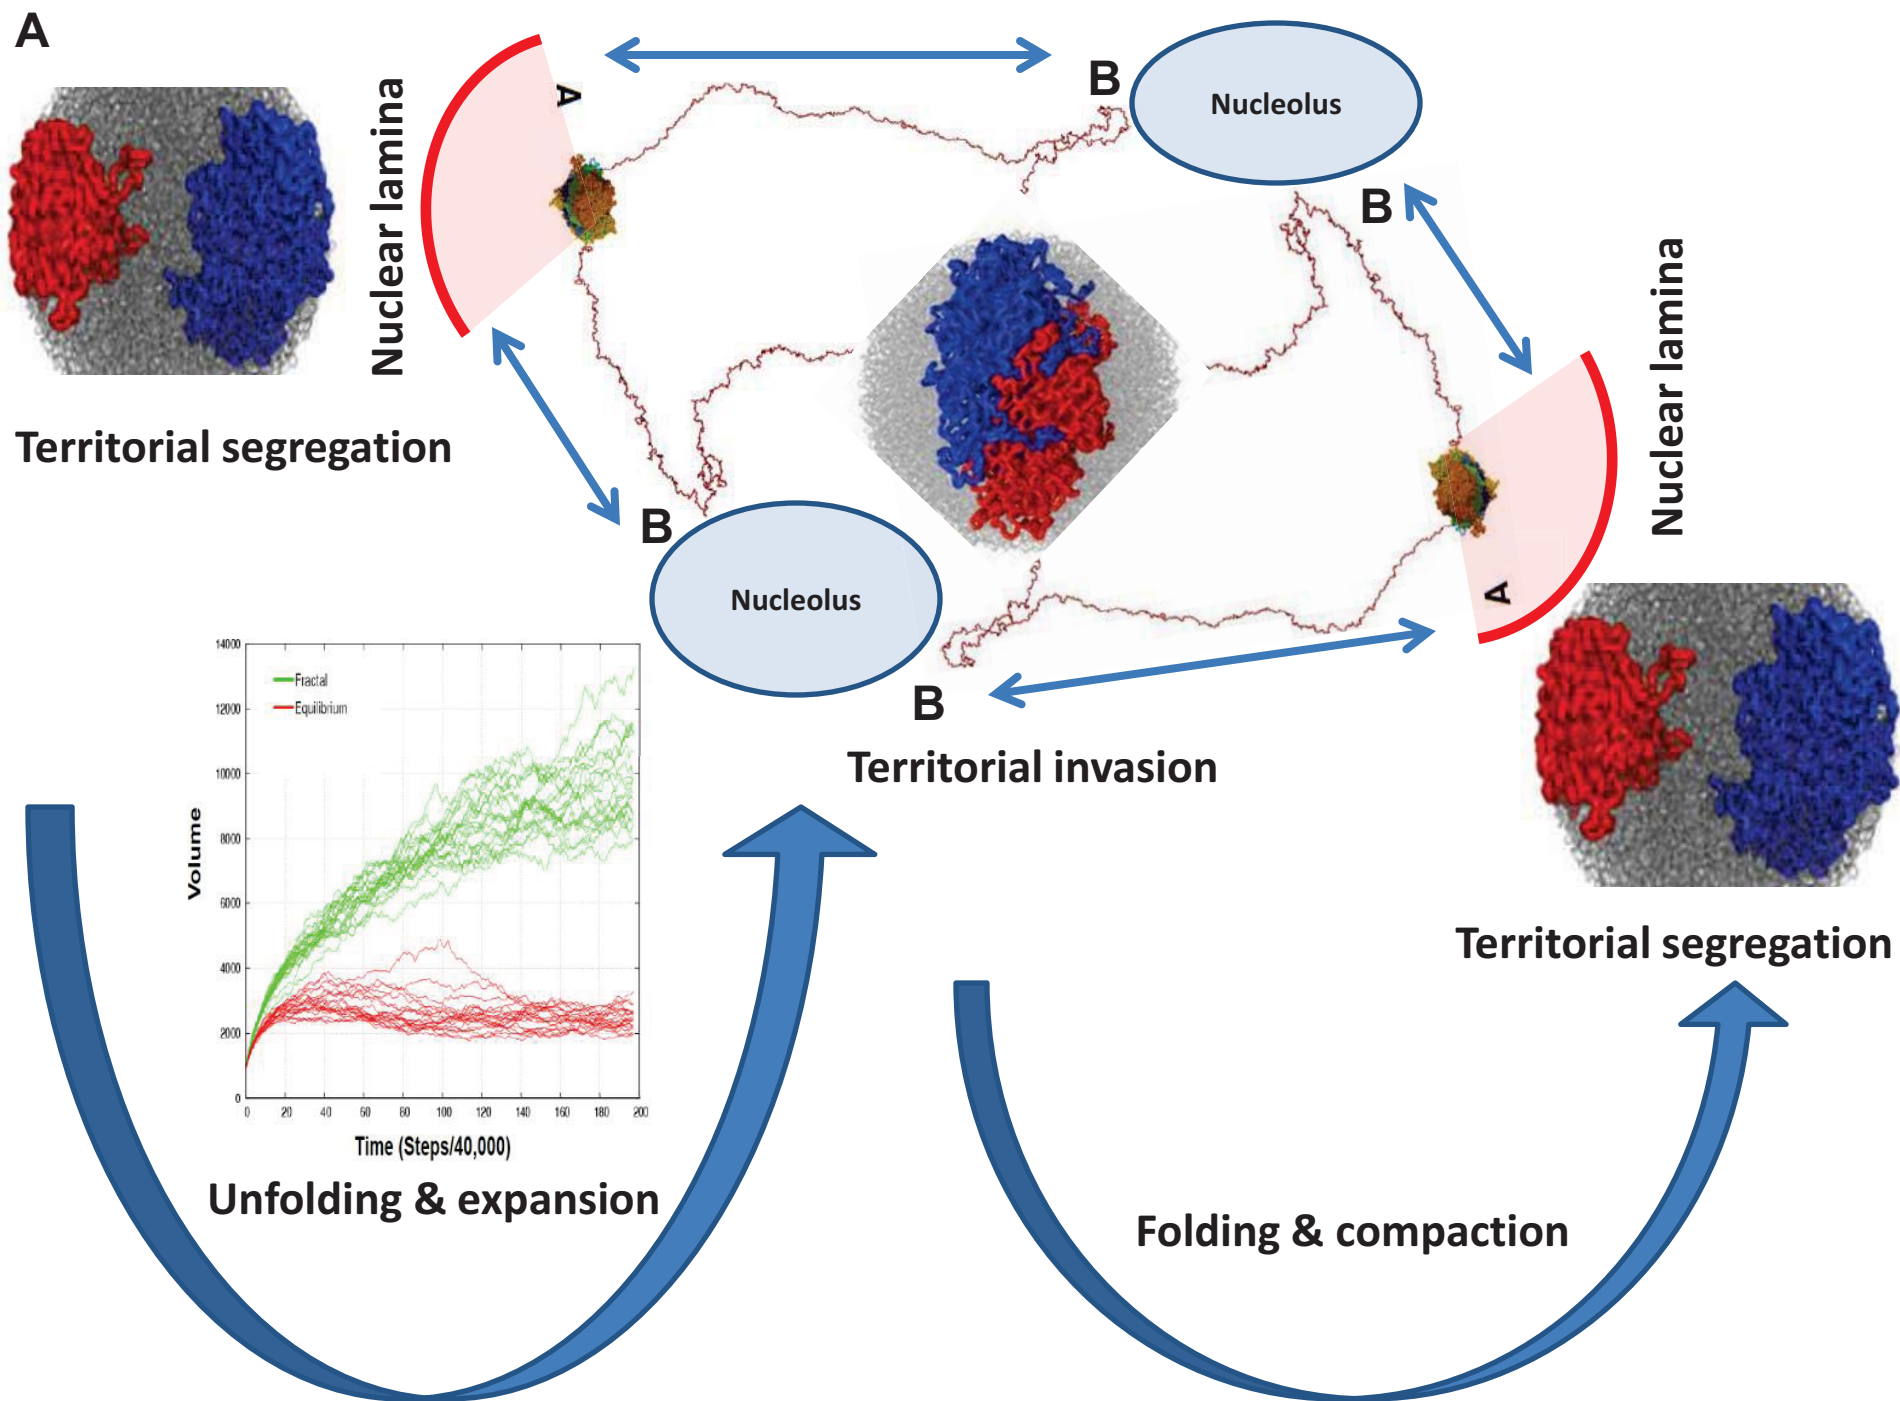 A
Nuclear lamina
A
B
Nucleolus
B
Nuclear lamina
Territorial segregation
B
Nucleolus
A
B
Territorial invasion
Territorial segregation
14000
12000
10000
8000
6000
4000
2000
0
Fractal
Equilibrium
Volume
0 20 40 60 80 100 120 140 160 180 200
Time (Steps/40,000)
Unfolding & expansion
Folding & compaction